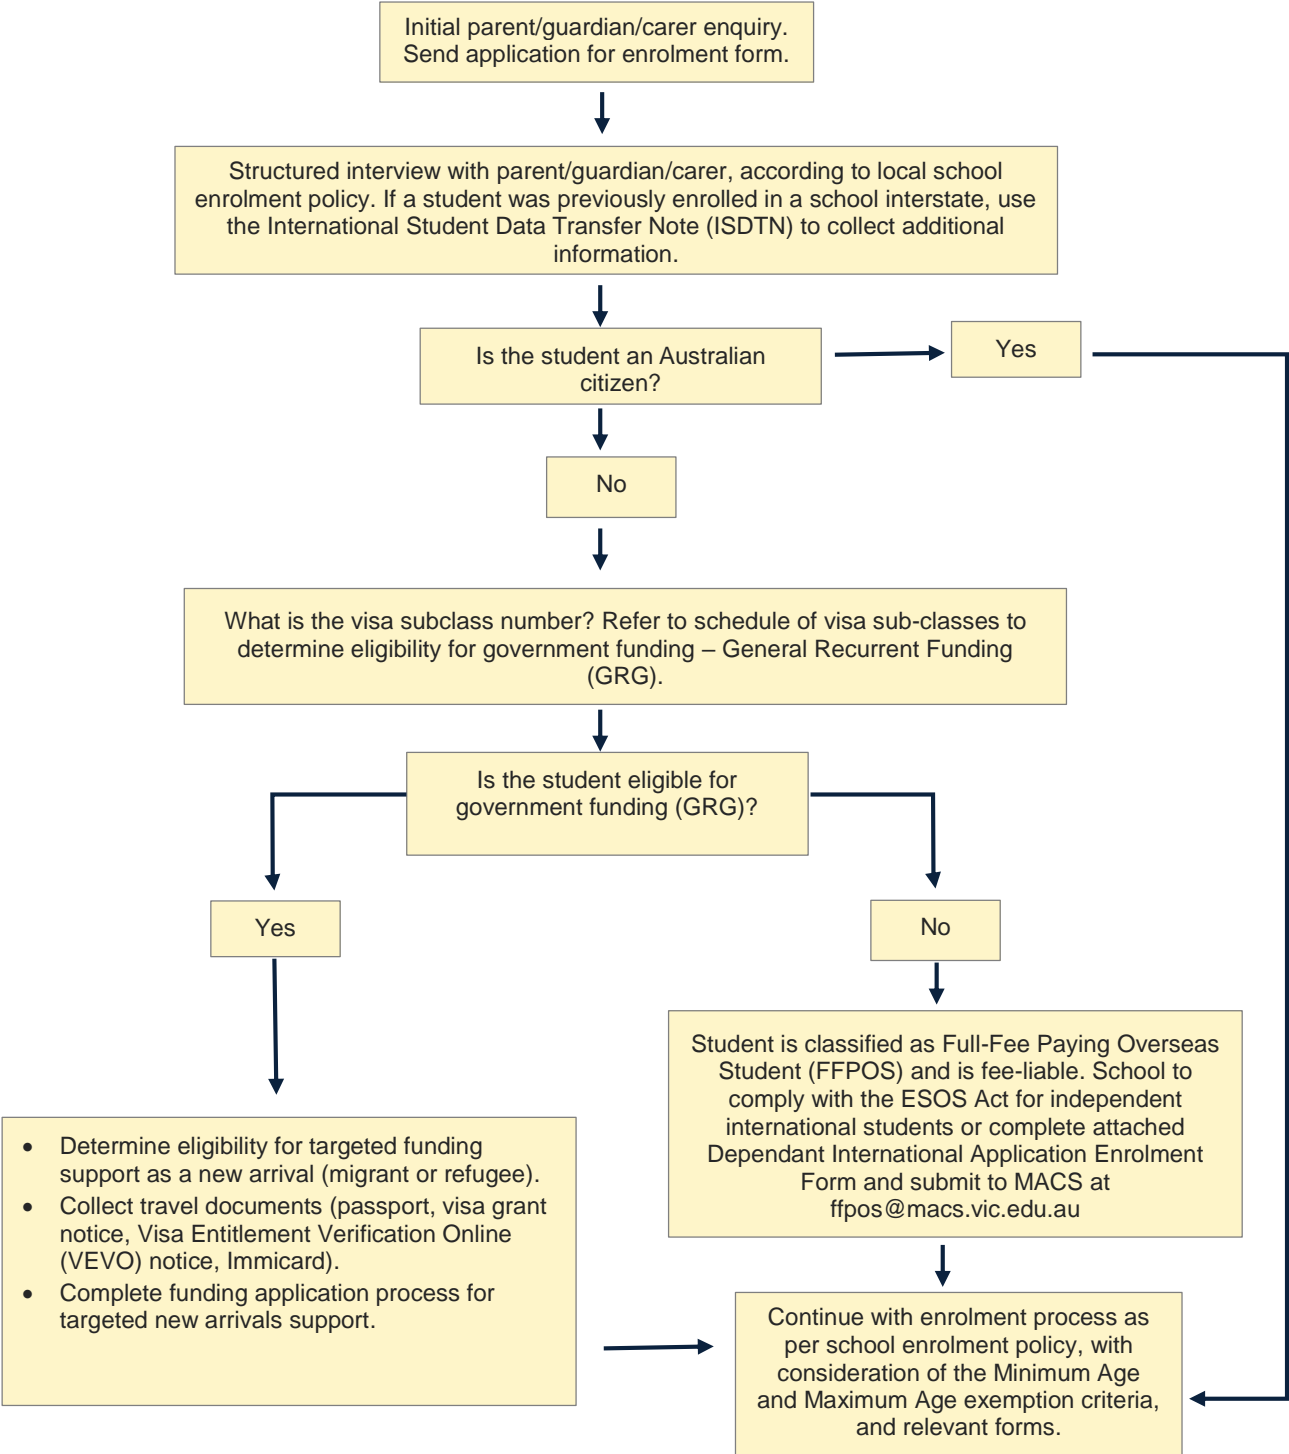 Initial parent/guardian/carer enquiry.
Send application for enrolment form.
Structured interview with parent/guardian/carer, according to local school
enrolment policy. If a student was previously enrolled in a school interstate, use
the International Student Data Transfer Note (ISDTN) to collect additional
information.
Is the student an Australian
citizen?
Yes
No
What is the visa subclass number? Refer to schedule of visa sub-classes to
determine eligibility for government funding – General Recurrent Funding
(GRG).
Is the student eligible for
government funding (GRG)?
Yes
No
Student is classified as Full-Fee Paying Overseas
Student (FFPOS) and is fee-liable. School to
comply with the ESOS Act for independent
international students or complete attached
Dependant International Application Enrolment
Form and submit to MACS at
ffpos@macs.vic.edu.au
• Determine eligibility for targeted funding
support as a new arrival (migrant or refugee).
• Collect travel documents (passport, visa grant
notice, Visa Entitlement Verification Online
(VEVO) notice, Immicard).
• Complete funding application process for
targeted new arrivals support.
Continue with enrolment process as
per school enrolment policy, with
consideration of the Minimum Age
and Maximum Age exemption criteria,
and relevant forms.